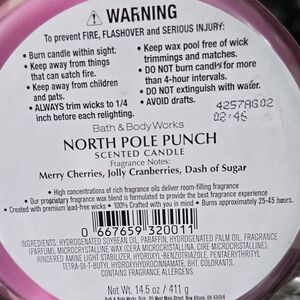 ⚠ WARNING
To prevent FIRE, FLASHOVER and SERIOUS INJURY:
• Burn candle within sight.
• Keep away from things
that can catch fire.
• Keep away from children
and pets.
• ALWAYS trim wicks to 1/4
inch before each relighting.
• Keep wax pool free of wick
trimmings and matches.
• DO NOT burn candle for more
than 4-hour intervals.
• DO NOT extinguish with water.
• AVOID drafts.
4257AG02
02:46
Bath & Body Works
NORTH POLE PUNCH
SCENTED CANDLE
Fragrance Notes:
Merry Cherries, Jolly Cranberries, Dash of Sugar
• High concentrations of rich fragrance oils deliver room-filling fragrance
• Our proprietary fragrance wax blend is formulated to provide the best fragrance experience
• Created with premium lead-free wicks • 100% Crafted with you in mind • Burns approximately 25-45 hours.
0 667659 320011
INGREDIENTS: HYDROGENATED SOYBEAN OIL, PARAFFIN, HYDROGENATED PALM OIL, FRAGRANCE
(PARFUM), MICROCRYSTALLINE WAX (CERA MICROCRISTALLINA, CIRE MICROCRISTALLINE),
HINDERED AMINE LIGHT STABILIZER, HYDROXYL-BENZOTRIAZOLE, PENTAERYTHRITYL
TETRA-DI-T-BUTYL HYDROXYHYDROCINNAMATE, BHT, COLORANTS.
CONTAINS FRAGRANCE ALLERGENS.
NET WT 14.5 oz / 411 g